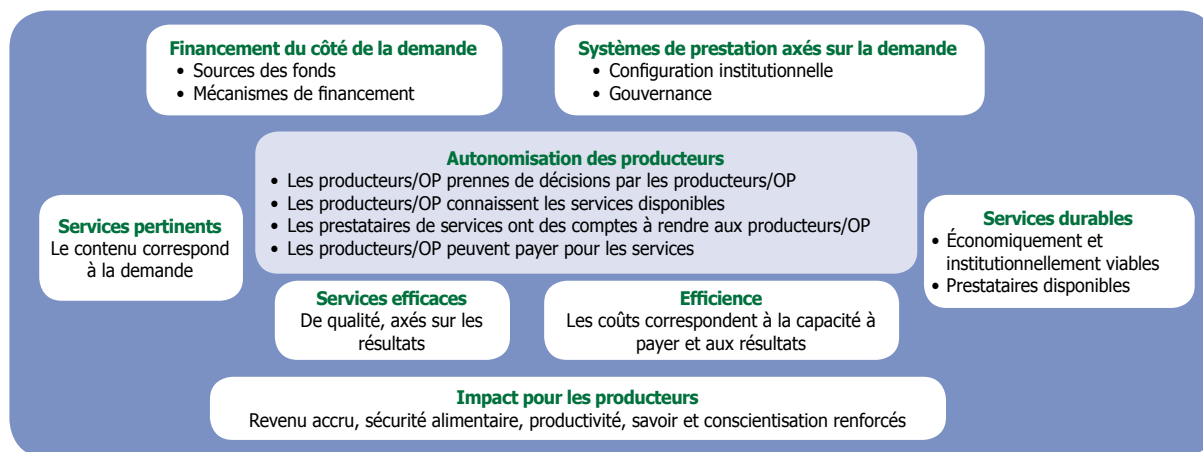 Financement du côté de la demande
• Sources des fonds
• Mécanismes de financement
Systèmes de prestation axés sur la demande
• Configuration institutionnelle
• Gouvernance
Autonomisation des producteurs
• Les producteurs/OP prennes de décisions par les producteurs/OP
• Les producteurs/OP connaissent les services disponibles
• Les prestataires de services ont des comptes à rendre aux producteurs/OP
• Les producteurs/OP peuvent payer pour les services
Services pertinents
Le contenu correspond
à la demande
Services durables
• Économiquement et
institutionnellement viables
• Prestataires disponibles
Services efficaces
De qualité, axés sur les
résultats
Efficience
Les coûts correspondent à la capacité à
payer et aux résultats
Impact pour les producteurs
Revenu accru, sécurité alimentaire, productivité, savoir et conscientisation renforcés